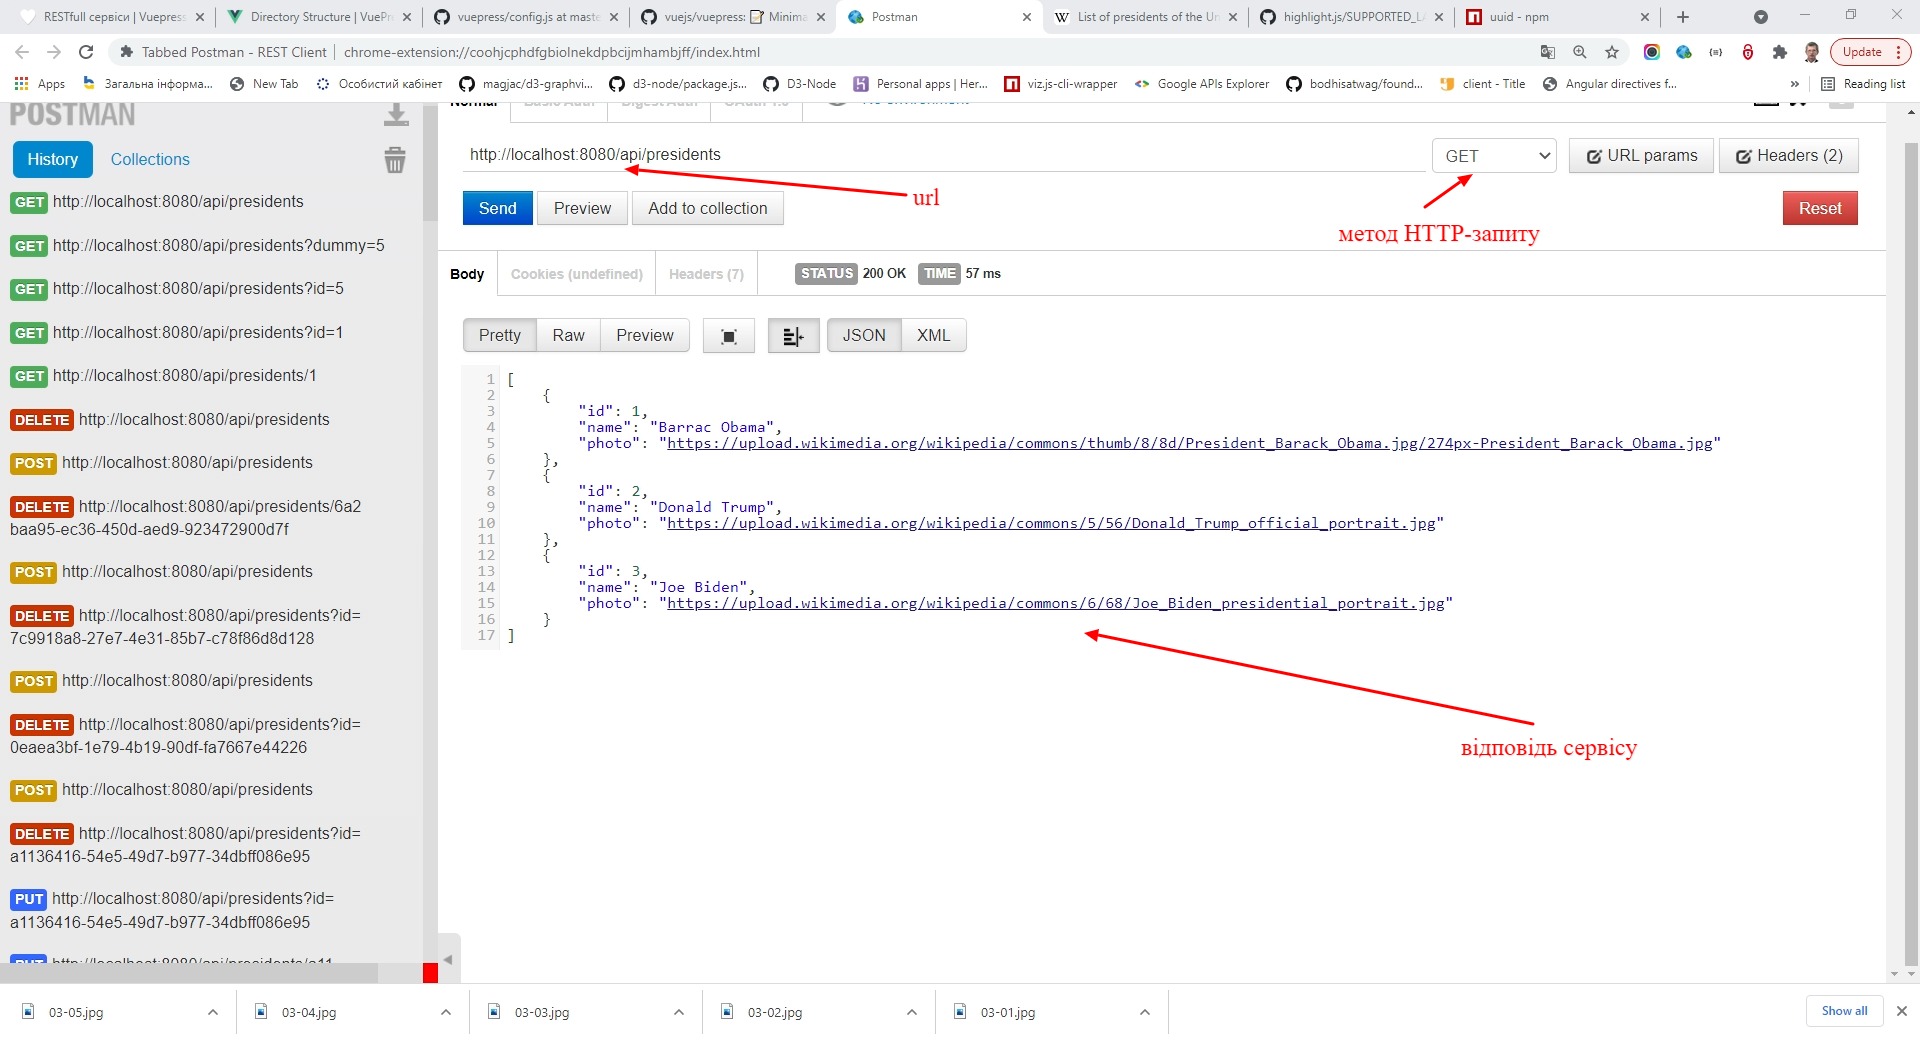 RESTfull сервіси | Vuepress
Directory Structure | VuePr
vuepress/config.js at maste
vuejs/vuepress: 📝 Minima
Postman
List of presidents of the Un
highlight.js/SUPPORTED_LA
uuid - npm
Tabbed Postman - REST Client | chrome-extension://coohjcphdfgbiolnekdpbcijmhambjff/index.html
Update
Apps
Загальна інформа...
New Tab
Особистий кабінет
magjac/d3-graphvi...
d3-node/package.js...
D3-Node
Personal apps | Her...
viz.js-cli-wrapper
Google APIs Explorer
bodhisatwag/found...
client - Title
Angular directives f...
»
Reading list
POSTMAN
History
Collections
GET http://localhost:8080/api/presidents
GET http://localhost:8080/api/presidents?dummy=5
GET http://localhost:8080/api/presidents?id=5
GET http://localhost:8080/api/presidents?id=1
GET http://localhost:8080/api/presidents/1
DELETE http://localhost:8080/api/presidents
POST http://localhost:8080/api/presidents
DELETE http://localhost:8080/api/presidents/6a2
baa95-ec36-450d-aed9-923472900d7f
POST http://localhost:8080/api/presidents
DELETE http://localhost:8080/api/presidents?id=
7c9918a8-27e7-4e31-85b7-c78f86d8d128
POST http://localhost:8080/api/presidents
DELETE http://localhost:8080/api/presidents?id=
0eaea3bf-1e79-4b19-90df-fa7667e44226
POST http://localhost:8080/api/presidents
DELETE http://localhost:8080/api/presidents?id=
a1136416-54e5-49d7-b977-34dbff086e95
PUT http://localhost:8080/api/presidents?id=
a1136416-54e5-49d7-b977-34dbff086e95
PUT http://localhost:8080/api/presidents/a11
Normal
Basic Auth
Digest Auth
OAuth 1.0
No environment
http://localhost:8080/api/presidents
GET
URL params
Headers (2)
url
метод HTTP-запиту
Send
Preview
Add to collection
Reset
Body
Cookies (undefined)
Headers (7)
STATUS 200 OK
TIME 57 ms
Pretty
Raw
Preview
JSON
XML
1 [
2 {
3 "id": 1,
4 "name": "Barrac Obama",
5 "photo": "https://upload.wikimedia.org/wikipedia/commons/thumb/8/8d/President_Barack_Obama.jpg/274px-President_Barack_Obama.jpg"
6 },
7 {
8 "id": 2,
9 "name": "Donald Trump",
10 "photo": "https://upload.wikimedia.org/wikipedia/commons/5/56/Donald_Trump_official_portrait.jpg"
11 },
12 {
13 "id": 3,
14 "name": "Joe Biden",
15 "photo": "https://upload.wikimedia.org/wikipedia/commons/6/68/Joe_Biden_presidential_portrait.jpg"
16 }
17 ]
відповідь сервісу
03-05.jpg
03-04.jpg
03-03.jpg
03-02.jpg
03-01.jpg
Show all